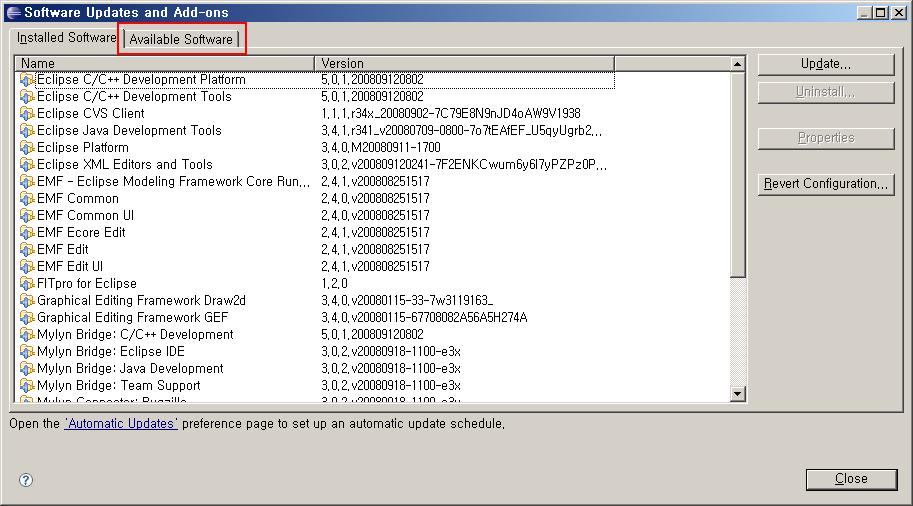 Software Updates and Add-ons
Installed Software Available Software
Name Version
Eclipse C/C++ Development Platform 5,0,1,200809120802
Eclipse C/C++ Development Tools 5,0,1,200809120802
Eclipse CVS Client 1,1,1,r34x_20080902-7C79E8N9nJD4oAW9V1938
Eclipse Java Development Tools 3,4,1,r341_v20080709-0800-7o7tEAfEF_U5qyUgrb2,,,
Eclipse Platform 3,4,0,M20080911-1700
Eclipse XML Editors and Tools 3,0,2,v200809120241-7F2ENKCwum6y6I7yPZPz0P,,,
EMF - Eclipse Modeling Framework Core Run,,, 2,4,1,v200808251517
EMF Common 2,4,0,v200808251517
EMF Common UI 2,4,0,v200808251517
EMF Ecore Edit 2,4,1,v200808251517
EMF Edit 2,4,1,v200808251517
EMF Edit UI 2,4,1,v200808251517
FITpro for Eclipse 1,2,0
Graphical Editing Framework Draw2d 3,4,0,v20080115-33-7w3119163_
Graphical Editing Framework GEF 3,4,0,v20080115-67708082A56A5H274A
Mylyn Bridge: C/C++ Development 5,0,1,200809120802
Mylyn Bridge: Eclipse IDE 3,0,2,v20080918-1100-e3x
Mylyn Bridge: Java Development 3,0,2,v20080918-1100-e3x
Mylyn Bridge: Team Support 3,0,2,v20080918-1100-e3x
Mylyn Connector: Bugzilla 3,0,2,v20080918-1100-e3x
Update,,,
Uninstall,,,
Properties
Revert Configuration,,,
Open the 'Automatic Updates' preference page to set up an automatic update schedule,
?
Close